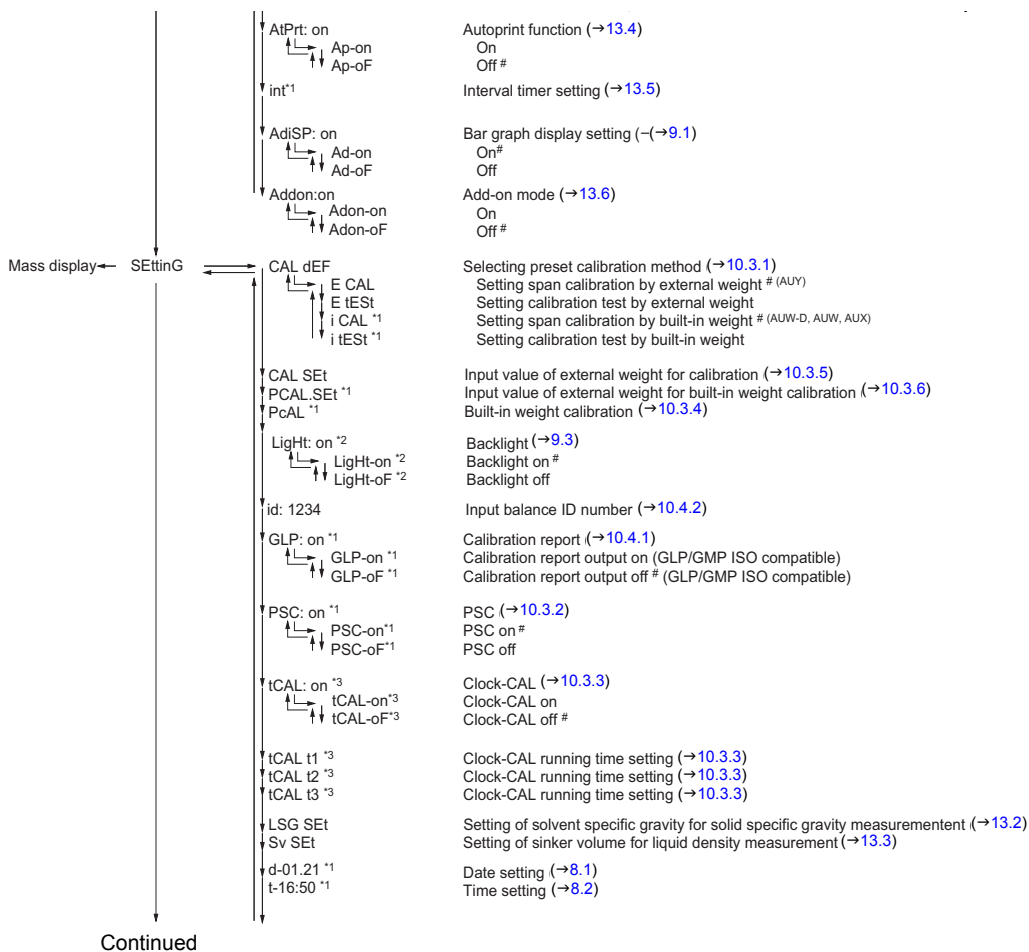 AtPrt: on Autoprint function (→13.4)
Ap-on On
Ap-oF Off #
int*1 Interval timer setting (→13.5)
AdiSP: on Bar graph display setting (–(→9.1)
Ad-on On#
Ad-oF Off
Addon:on Add-on mode (→13.6)
Adon-on On
Adon-oF Off #
Mass display SEttinG CAL dEF Selecting preset calibration method (→10.3.1)
E CAL Setting span calibration by external weight # (AUY)
E tESt Setting calibration test by external weight
i CAL *1 Setting span calibration by built-in weight # (AUW-D, AUW, AUX)
i tESt *1 Setting calibration test by built-in weight
CAL SEt Input value of external weight for calibration (→10.3.5)
PCAL.SEt *1 Input value of external weight for built-in weight calibration (→10.3.6)
PcAL *1 Built-in weight calibration (→10.3.4)
LigHt: on *2 Backlight (→9.3)
LigHt-on *2 Backlight on #
LigHt-oF *2 Backlight off
id: 1234 Input balance ID number (→10.4.2)
GLP: on *1 Calibration report (→10.4.1)
GLP-on *1 Calibration report output on (GLP/GMP ISO compatible)
GLP-oF *1 Calibration report output off # (GLP/GMP ISO compatible)
PSC: on *1 PSC (→10.3.2)
PSC-on*1 PSC on #
PSC-oF*1 PSC off
tCAL: on *3 Clock-CAL (→10.3.3)
tCAL-on*3 Clock-CAL on
tCAL-oF*3 Clock-CAL off #
tCAL t1 *3 Clock-CAL running time setting (→10.3.3)
tCAL t2 *3 Clock-CAL running time setting (→10.3.3)
tCAL t3 *3 Clock-CAL running time setting (→10.3.3)
LSG SEt Setting of solvent specific gravity for solid specific gravity measurementent (→13.2)
Sv SEt Setting of sinker volume for liquid density measurement (→13.3)
d-01.21 *1 Date setting (→8.1)
t-16:50 *1 Time setting (→8.2)
Continued